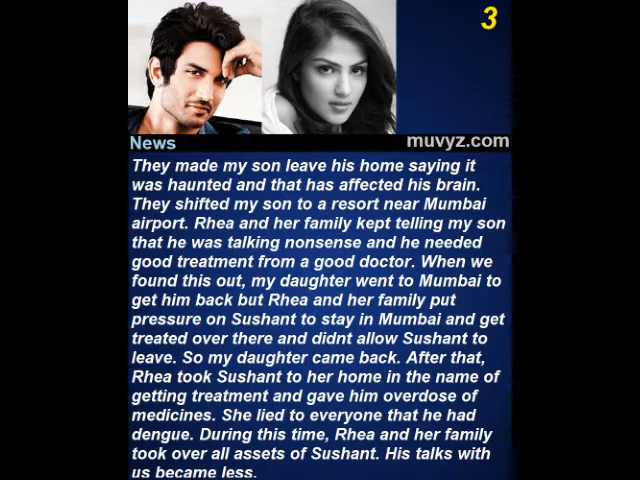 3
News
muvyz.com
They made my son leave his home saying it
was haunted and that has affected his brain.
They shifted my son to a resort near Mumbai
airport. Rhea and her family kept telling my son
that he was talking nonsense and he needed
good treatment from a good doctor. When we
found this out, my daughter went to Mumbai to
get him back but Rhea and her family put
pressure on Sushant to stay in Mumbai and get
treated over there and didnt allow Sushant to
leave. So my daughter came back. After that,
Rhea took Sushant to her home in the name of
getting treatment and gave him overdose of
medicines. She lied to everyone that he had
dengue. During this time, Rhea and her family
took over all assets of Sushant. His talks with
us became less.